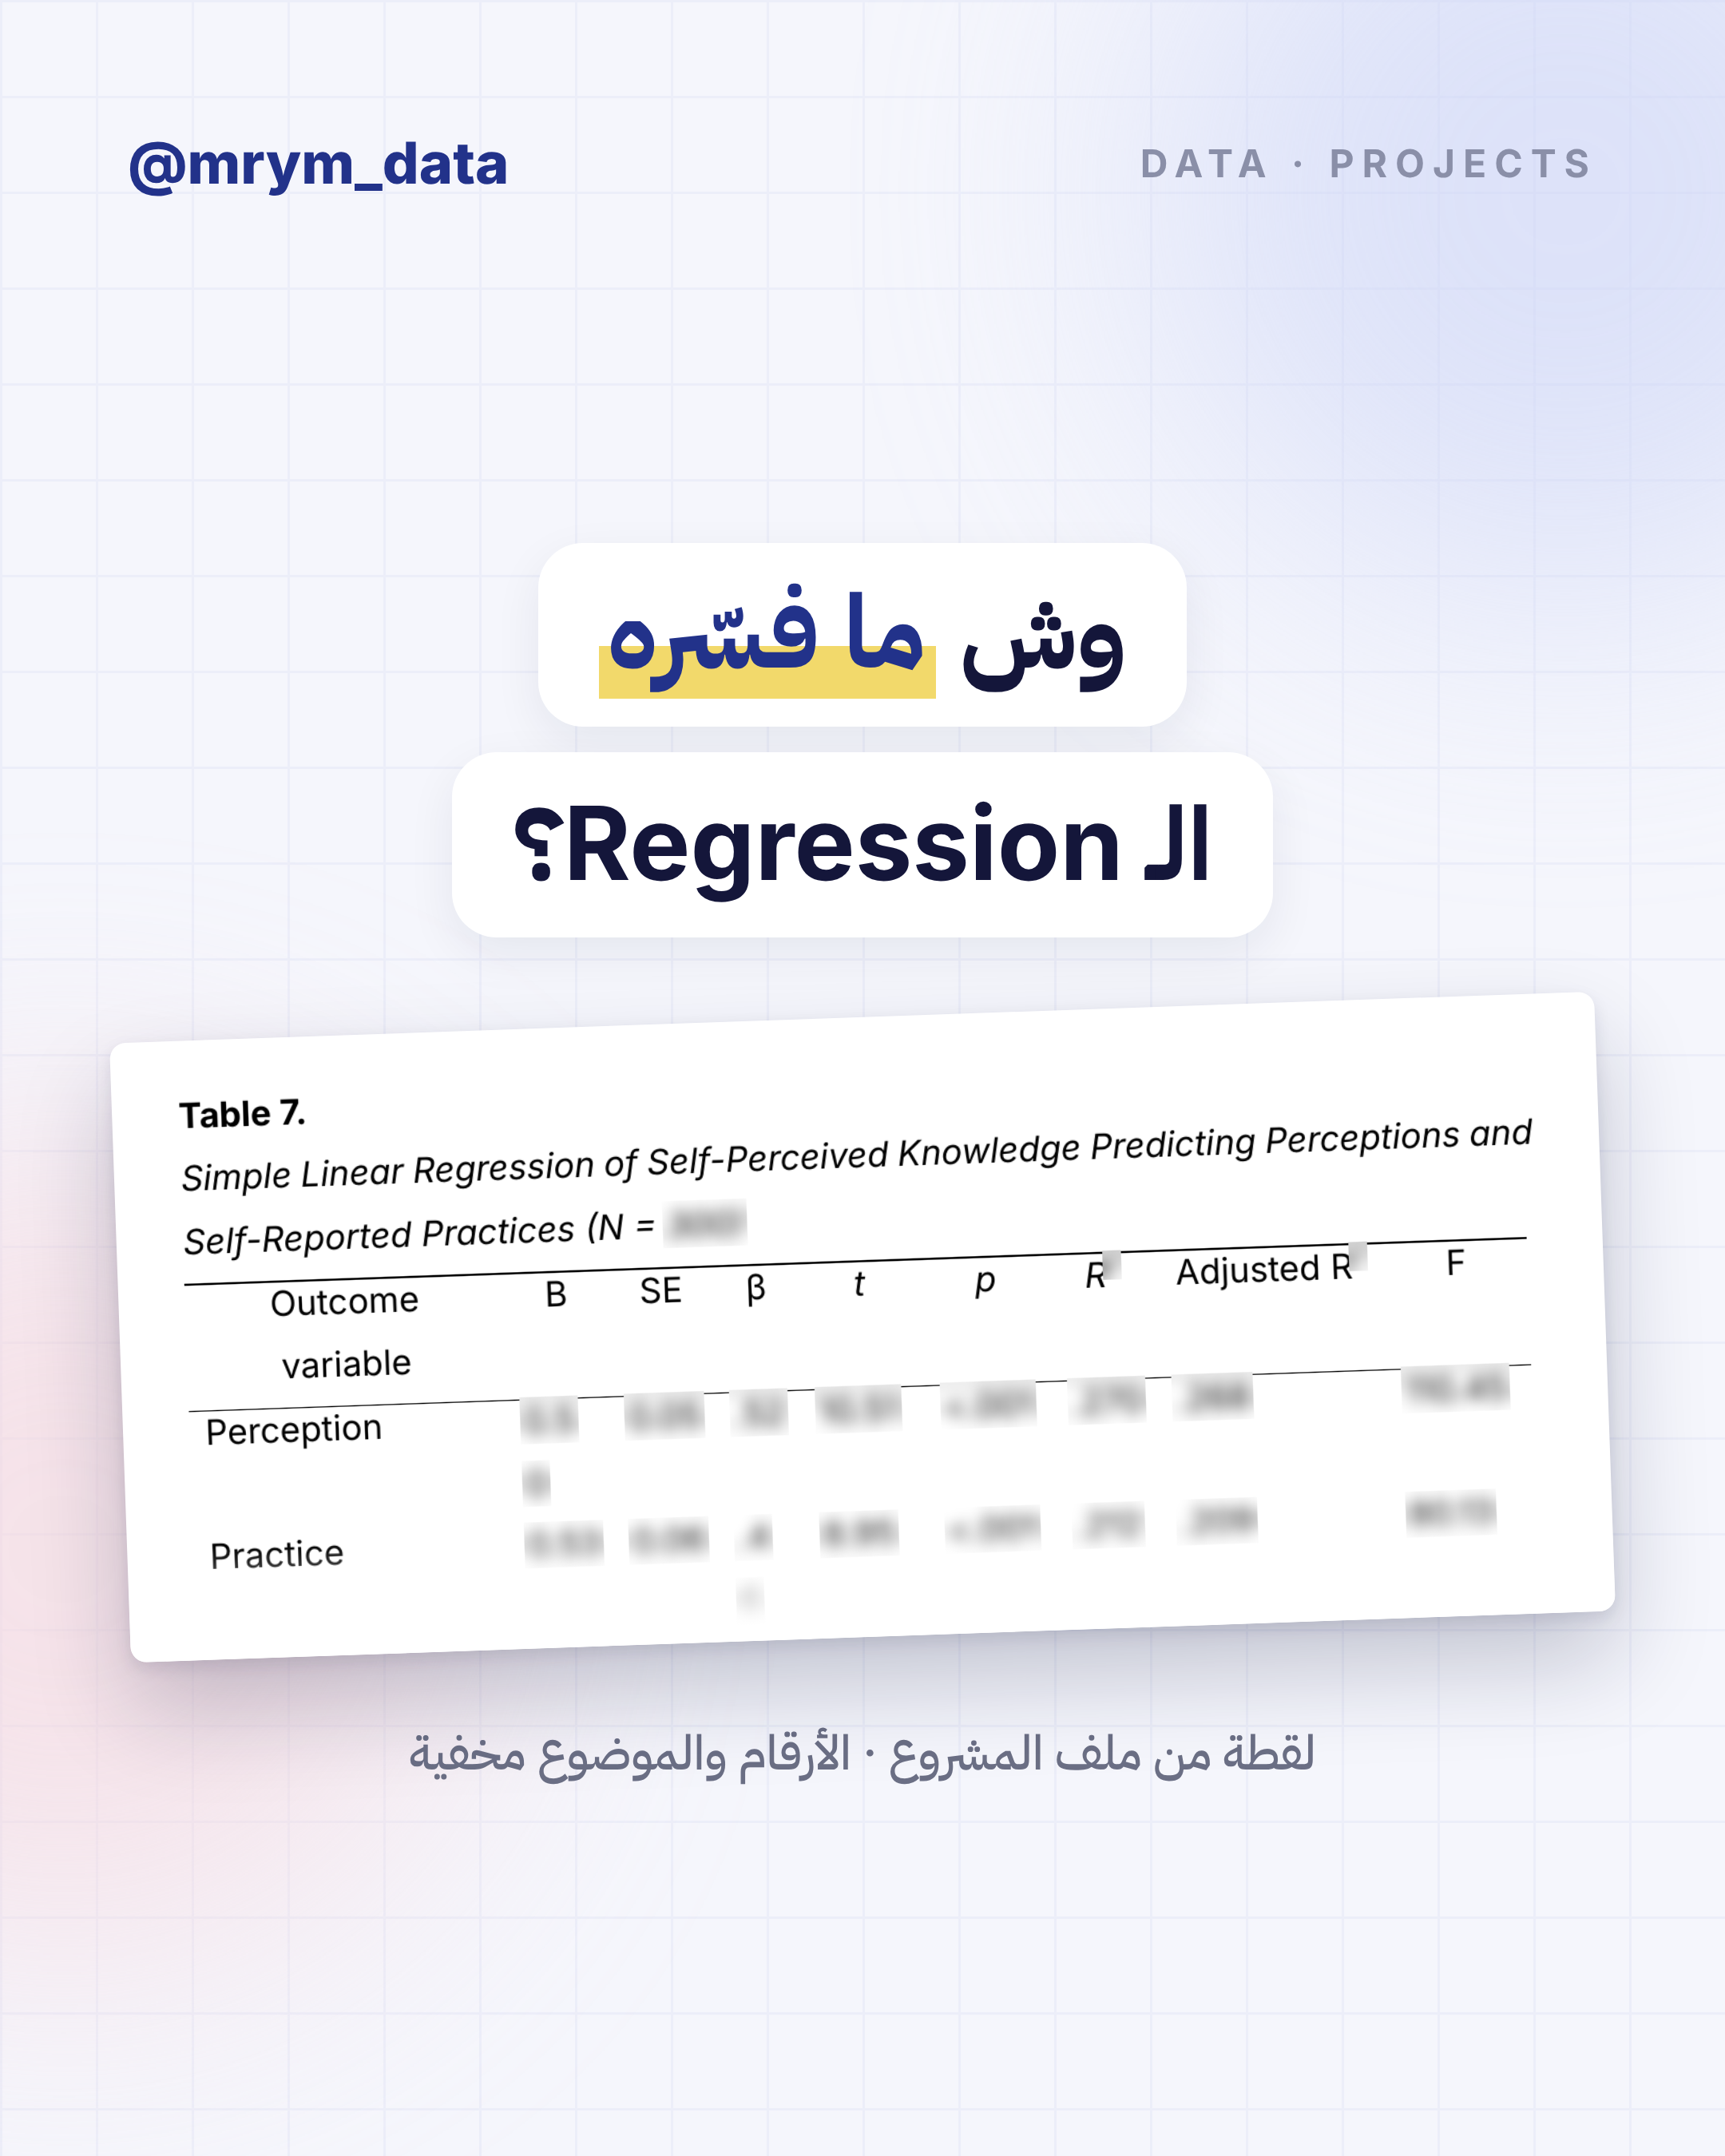 @mrym_data
DATA · PROJECTS
وش ما فسّره
الـ Regression؟
Table 7.
Simple Linear Regression of Self-Perceived Knowledge Predicting Perceptions and
Self-Reported Practices (N =
Outcome B SE β t p R Adjusted R F
variable
Perception
Practice
لقطة من ملف المشروع · الأرقام والموضوع مخفية